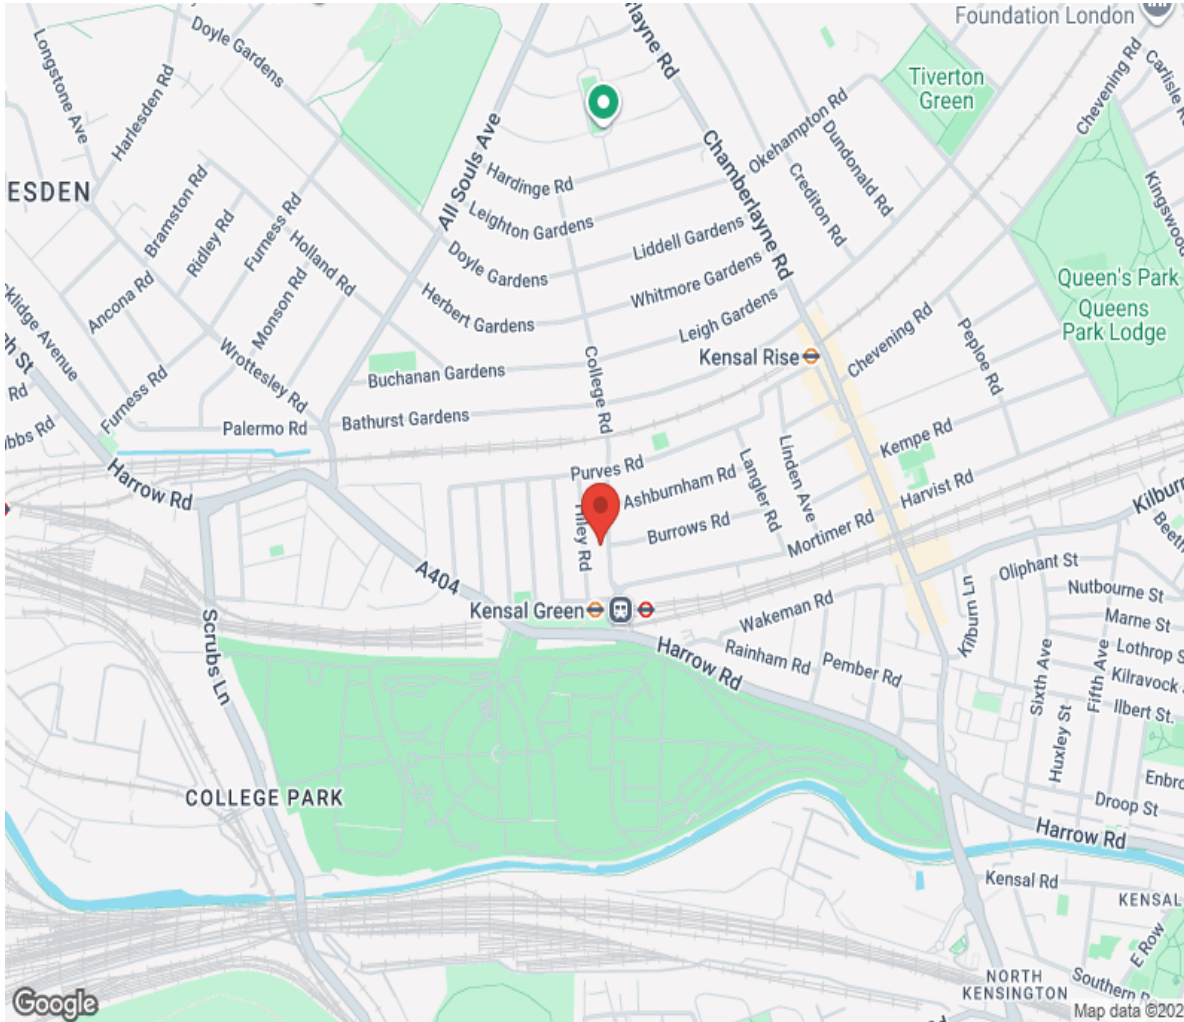 Foundation London
Longstone Ave
Harlesden Rd
Doyle Gardens
All Souls Ave
Chamberlayne Rd
Okehampton Rd
Tiverton
Green
Chevening Rd
Carlisle
Dundonald Rd
Crediton Rd
Kingswood
ESDEN
Bramston Rd
Ridley Rd
Furness Rd
Holland Rd
Monson Rd
Ancona Rd
Hardinge Rd
Leighton Gardens
Doyle Gardens
Herbert Gardens
Liddell Gardens
Whitmore Gardens
Leigh Gardens
Queen's Park
Queens
Park Lodge
Kensal Rise
Chevening Rd
Peploe Rd
Wrottesley Rd
Furness Rd
Avenue
Rd
Buchanan Gardens
Bathurst Gardens
College Rd
Palermo Rd
Harrow Rd
Purves Rd
Ashburnham Rd
Langler Rd
Linden Ave
Kempe Rd
Harvist Rd
Burrows Rd
Mortimer Rd
A404
Kensal Green
Scrubs Ln
Harrow Rd
Wakeman Rd
Rainham Rd
Pember Rd
Kilburn Ln
Oliphant St
Nutbourne St
Marne St
Lothrop S
Kilravock
Ilbert St.
Sixth Ave
Fifth Ave
Huxley St
Droop St
Harrow Rd
COLLEGE PARK
Kensal Rd
KENSAL
E Row
NORTH
KENSINGTON
Southern
Google
Map data ©202